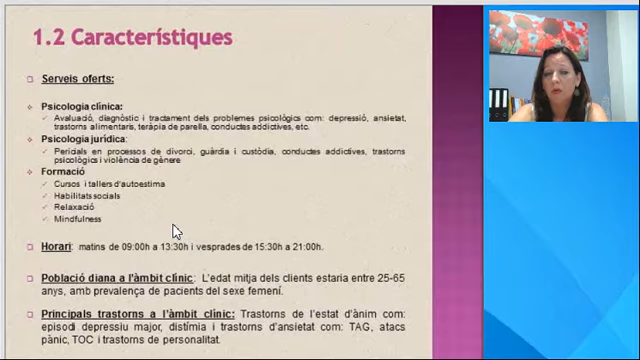 1.2 Característiques
Serveis oferts:
Psicologia clínica:
Avaluació, diagnòstic i tractament dels problemes psicològics com: depressió, ansietat,
trastorns alimentaris, teràpia de parella, conductes addictives, etc.
Psicologia jurídica:
Pericials en processos de divorci, guàrdia i custòdia, conductes addictives, trastorns
psicològics i violència de gènere
Formació
Cursos i tallers d'autoestima
Habilitats socials
Relaxació
Mindfulness
Horari: matins de 09:00h a 13:30h i vesprades de 15:30h a 21:00h.
Població diana a l'àmbit clínic: L'edat mitja dels clients estaria entre 25-65
anys, amb prevalença de pacients del sexe femení.
Principals trastorns a l'àmbit clínic: Trastorns de l'estat d'ànim com:
episodi depressiu major, distímia i trastorns d'ansietat com: TAG, atacs
pànic, TOC i trastorns de personalitat.